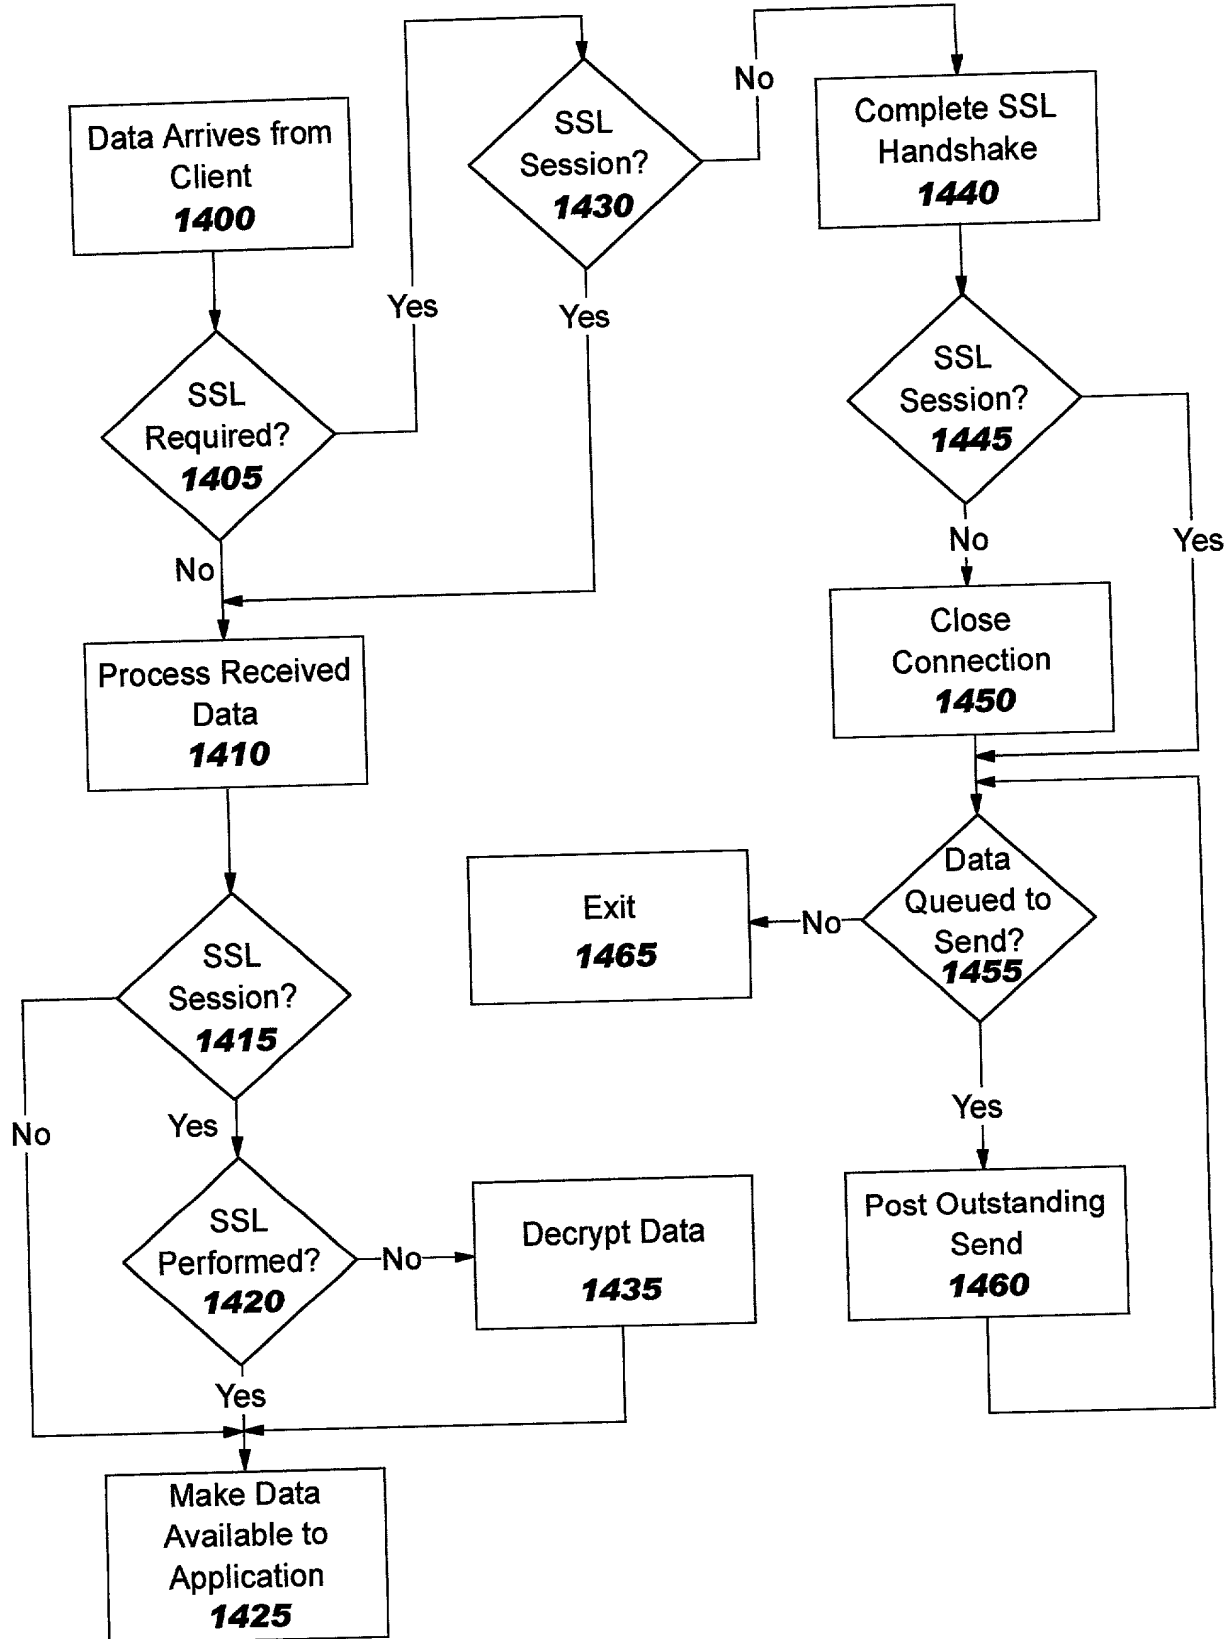 Data Arrives from
Client
1400
SSL
Required?
1405
Yes
No
SSL
Session?
1430
No
Yes
Complete SSL
Handshake
1440
SSL
Session?
1445
No
Yes
Close
Connection
1450
Process Received
Data
1410
SSL
Session?
1415
No
Yes
SSL
Performed?
1420
No
Decrypt Data
1435
Yes
Make Data
Available to
Application
1425
Data
Queued to
Send?
1455
No
Exit
1465
Yes
Post Outstanding
Send
1460